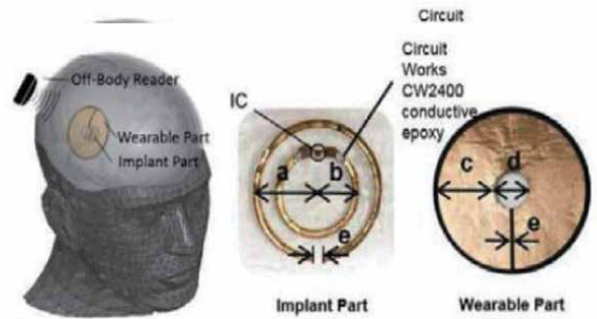 Circuit
Off-Body Reader
Wearable Part
Implant Part
IC
Circuit
Works
CW2400
conductive
epoxy
a
b
e
c
d
e
Implant Part
Wearable Part